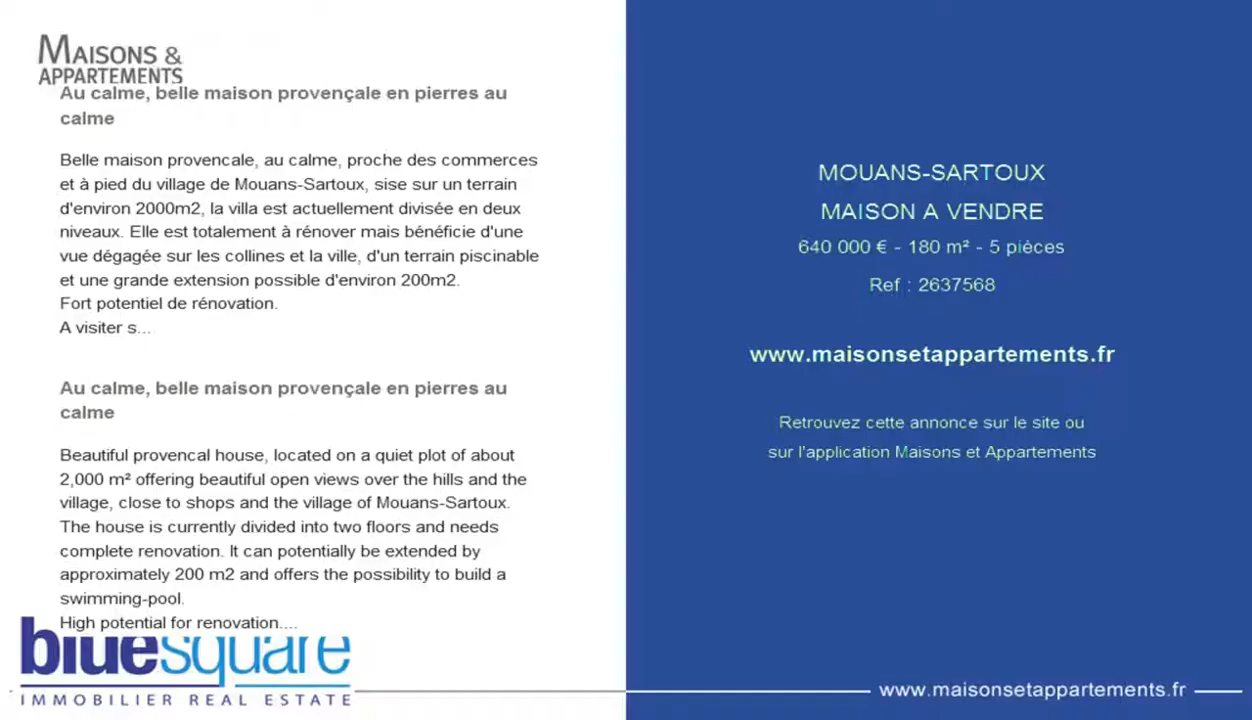 MAISONS &
APPARTEMENTS
Au calme, belle maison provençale en pierres au
calme
Belle maison provencale, au calme, proche des commerces
et à pied du village de Mouans-Sartoux, sise sur un terrain
d'environ 2000m2, la villa est actuellement divisée en deux
niveaux. Elle est totalement à rénover mais bénéficie d'une
vue dégagée sur les collines et la ville, d'un terrain piscinable
et une grande extension possible d'environ 200m2.
Fort potentiel de rénovation.
A visiter s...
Au calme, belle maison provençale en pierres au
calme
Beautiful provencal house, located on a quiet plot of about
2,000 m² offering beautiful open views over the hills and the
village, close to shops and the village of Mouans-Sartoux.
The house is currently divided into two floors and needs
complete renovation. It can potentially be extended by
approximately 200 m2 and offers the possibility to build a
swimming-pool.
High potential for renovation....
bluesquare
IMMOBILIER REAL ESTATE
MOUANS-SARTOUX
MAISON A VENDRE
640 000 € - 180 m² - 5 pièces
Ref : 2637568
www.maisonsetappartements.fr
Retrouvez cette annonce sur le site ou
sur l'application Maisons et Appartements
www.maisonsetappartements.fr